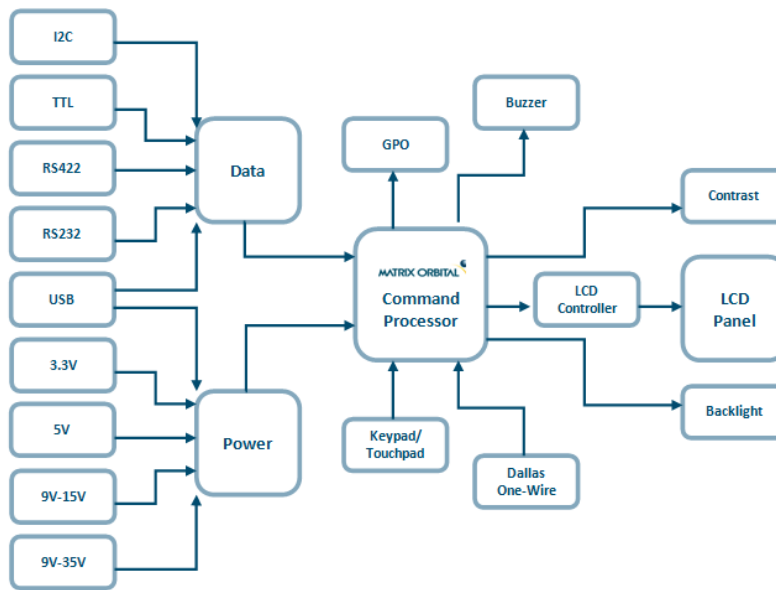 I2C
TTL
RS422
RS232
USB
3.3V
5V
9V-15V
9V-35V
Data
Power
GPO
Buzzer
MATRIX ORBITAL
Command
Processor
Keypad/
Touchpad
Dallas
One-Wire
Contrast
LCD
Controller
LCD
Panel
Backlight